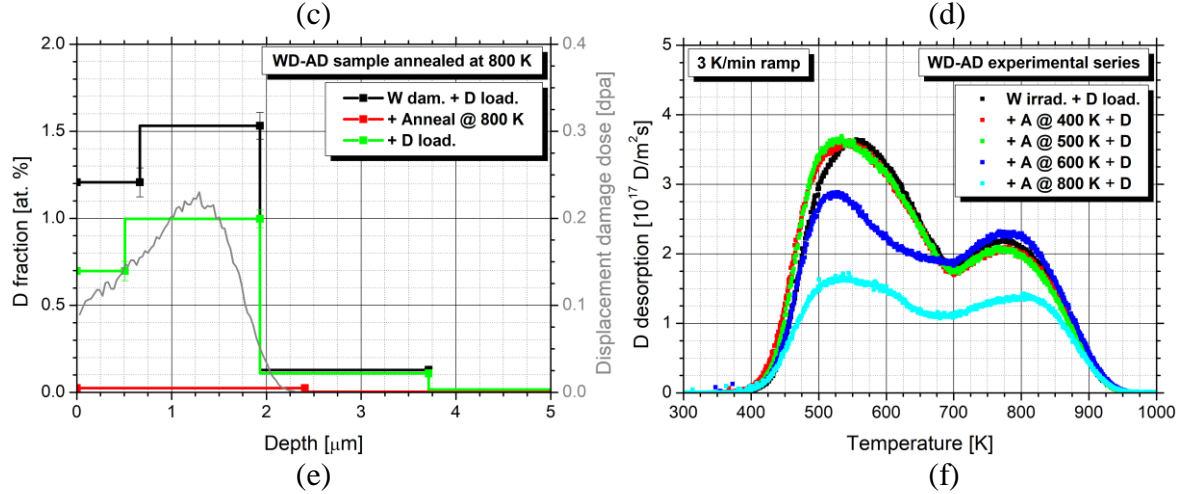 (c)
(d)
2.0
1.5
1.0
0.5
0.0
D fraction [at. %]
WD-AD sample annealed at 800 K
W dam. + D load.
+ Anneal @ 800 K
+ D load.
0.4
0.3
0.2
0.1
0.0
Displacement damage dose [dpa]
0 1 2 3 4 5
Depth [μm]
(e)
5
4
3
2
1
0
D desorption [10¹⁷ D/m²s]
3 K/min ramp
WD-AD experimental series
W irrad. + D load.
+ A @ 400 K + D
+ A @ 500 K + D
+ A @ 600 K + D
+ A @ 800 K + D
300 400 500 600 700 800 900 1000
Temperature [K]
(f)